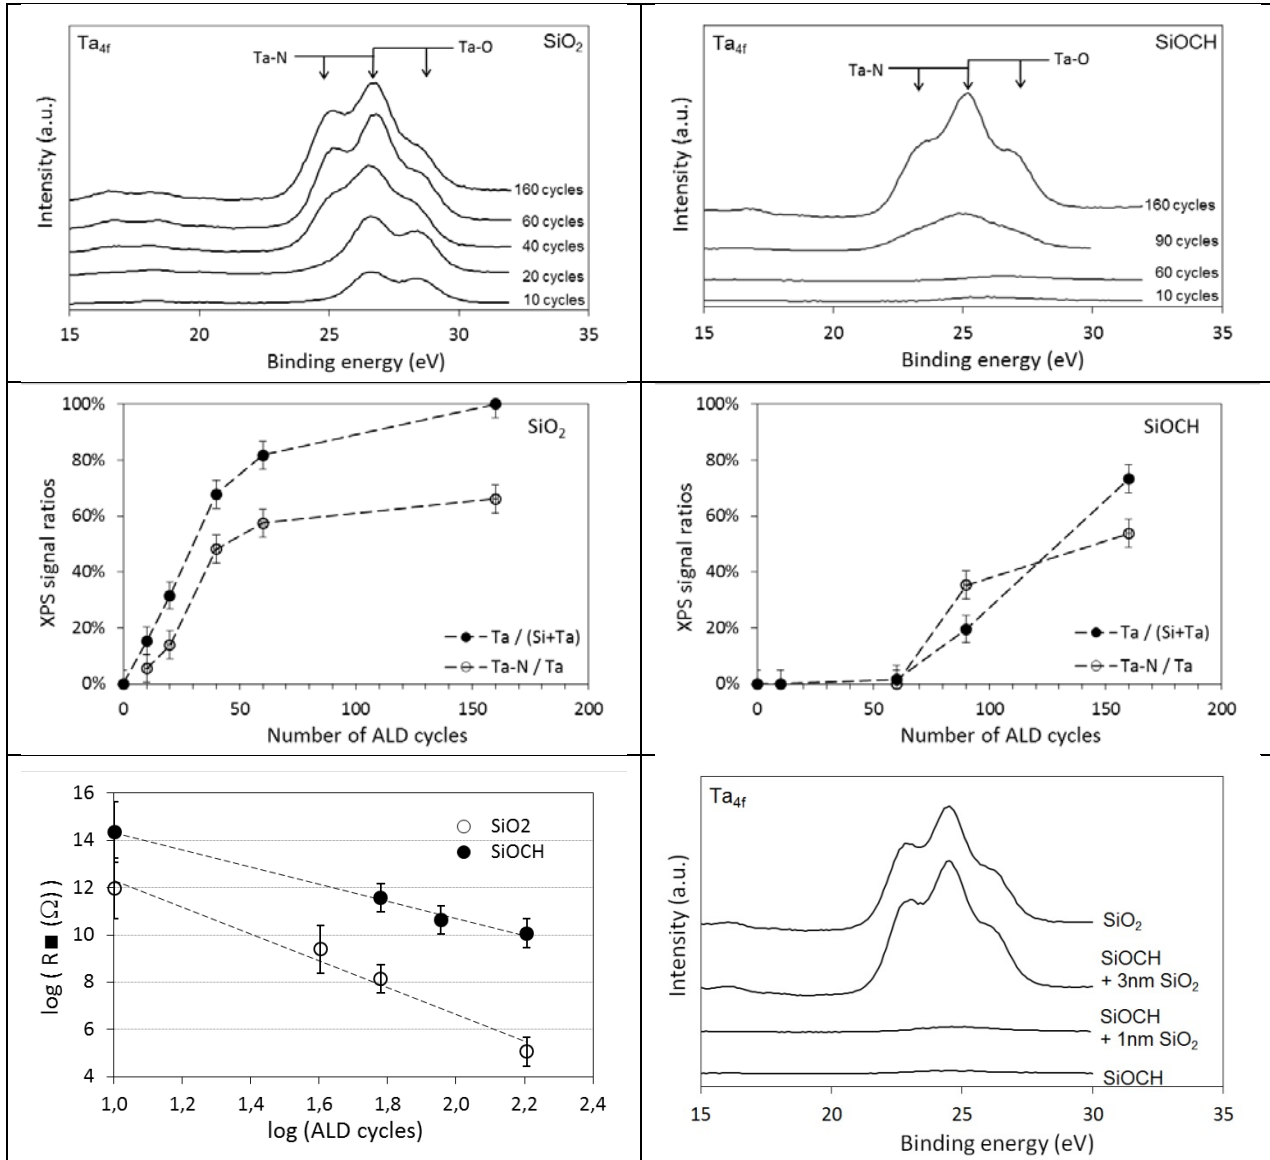 Ta4f
SiO2
Ta-N
Ta-O
160 cycles
60 cycles
40 cycles
20 cycles
10 cycles
Intensity (a.u.)
15 20 25 30 35
Binding energy (eV)
Ta4f
SiOCH
Ta-N
Ta-O
160 cycles
90 cycles
60 cycles
10 cycles
Intensity (a.u.)
15 20 25 30 35
Binding energy (eV)
100%
80%
60%
40%
20%
0%
XPS signal ratios
SiO2
Ta / (Si+Ta)
Ta-N / Ta
0 50 100 150 200
Number of ALD cycles
100%
80%
60%
40%
20%
0%
XPS signal ratios
SiOCH
Ta / (Si+Ta)
Ta-N / Ta
0 50 100 150 200
Number of ALD cycles
16
14
12
10
8
6
4
log ( R■ (Ω) )
SiO2
SiOCH
1,0 1,2 1,4 1,6 1,8 2,0 2,2 2,4
log (ALD cycles)
Ta4f
SiO2
SiOCH
+ 3nm SiO2
SiOCH
+ 1nm SiO2
SiOCH
Intensity (a.u.)
15 20 25 30 35
Binding energy (eV)